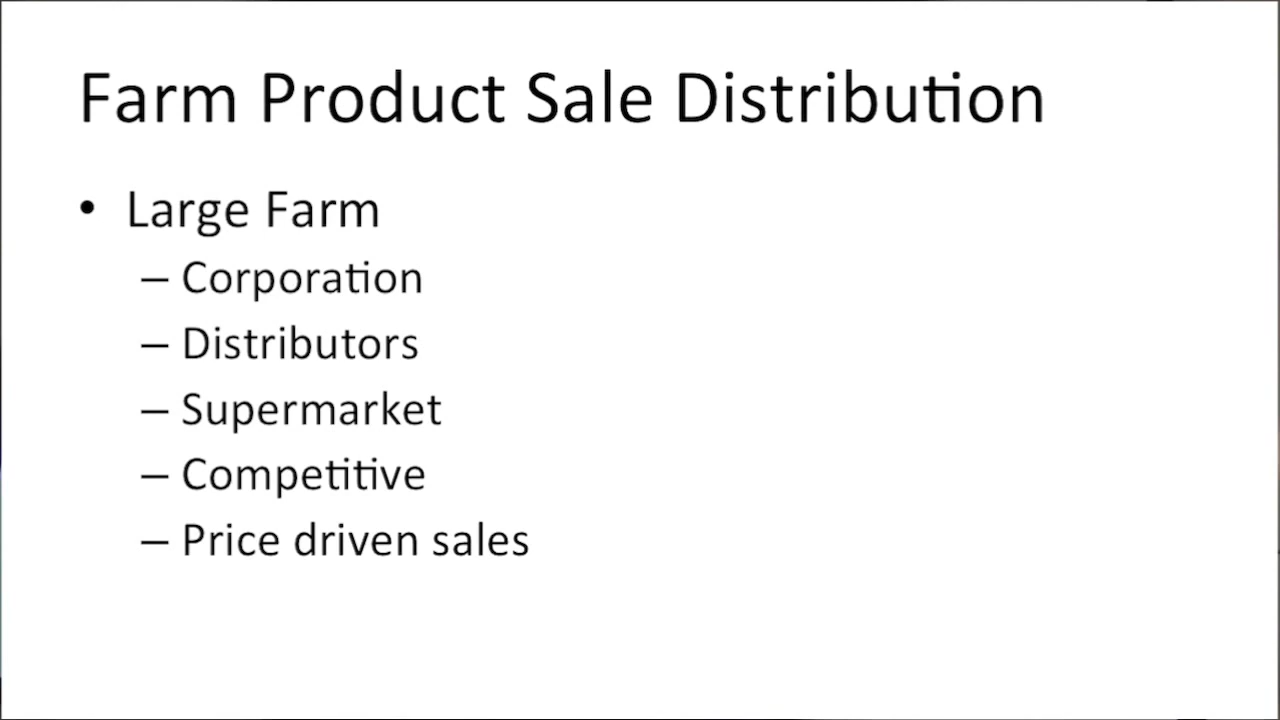 Farm Product Sale Distribution
• Large Farm
– Corporation
– Distributors
– Supermarket
– Competitive
– Price driven sales